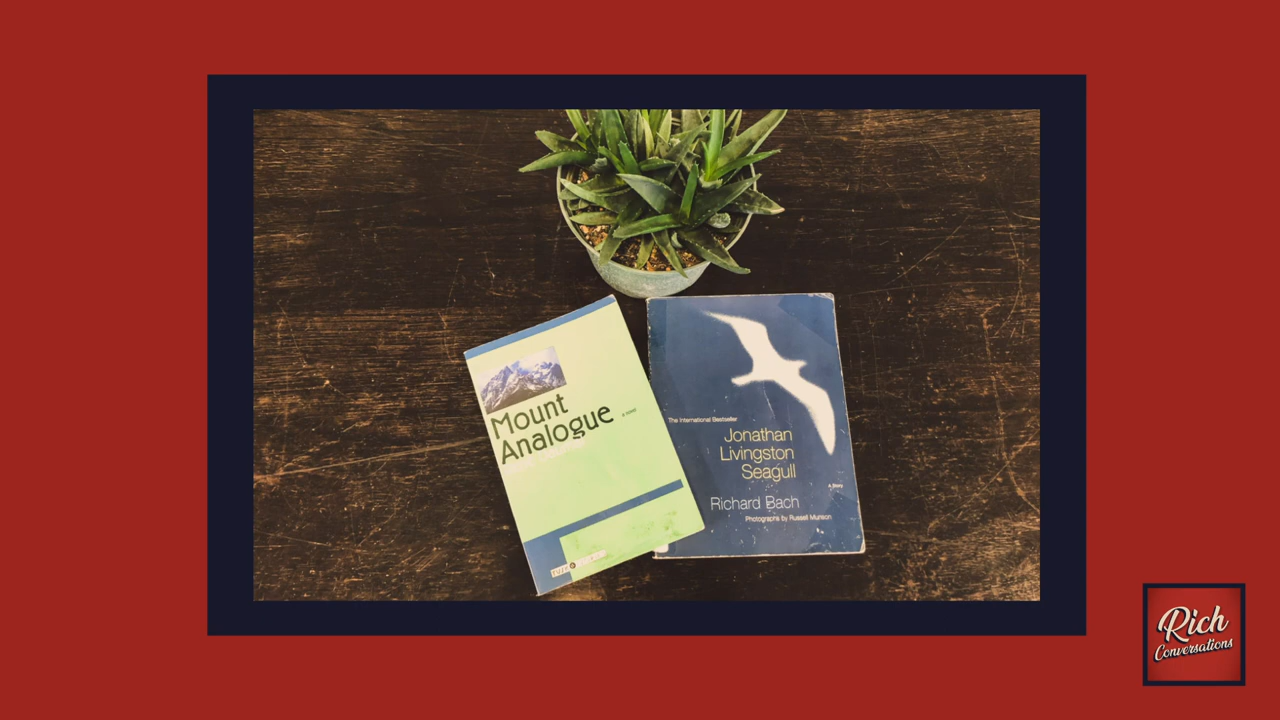 Mount
Analogue
a novel
The International Bestseller
Jonathan
Livingston
Seagull
A Story
Richard Bach
Photographs by Russell Munson
Rich
Conversations